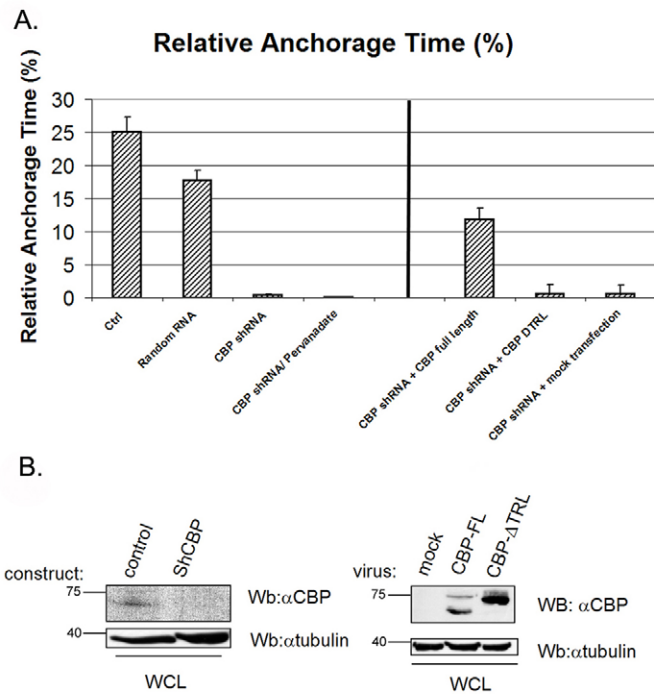 A.
Relative Anchorage Time (%)
Relative Anchorage Time (%)
30
25
20
15
10
5
0
Ctrl
Random RNA
CBP shRNA
CBP shRNA/ Pervanadate
CBP shRNA + CBP full length
CBP shRNA + CBP DTRL
CBP shRNA + mock transfection
B.
construct: control ShCBP
75
Wb:αCBP
40
Wb:αtubulin
WCL
virus: mock CBP-FL CBP-ΔTRL
75
WB: αCBP
40
Wb:αtubulin
WCL